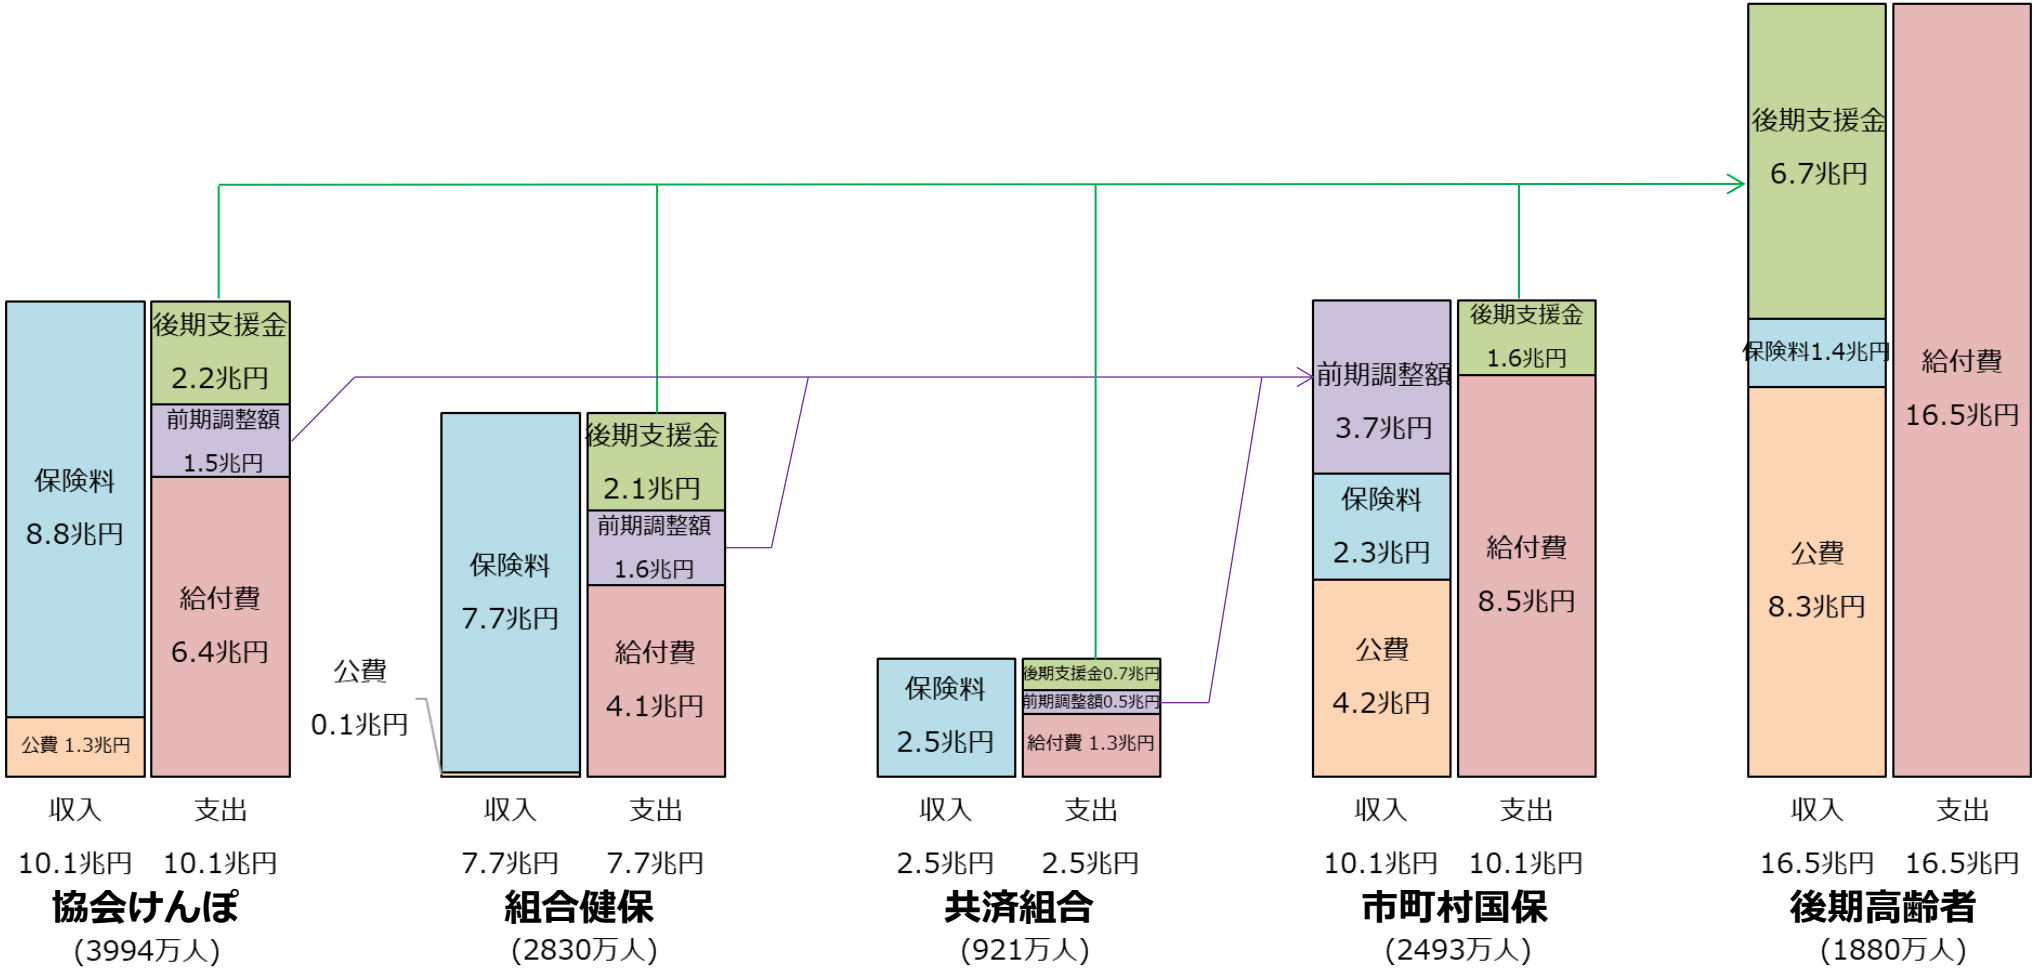 後期支援金
2.2兆円
前期調整額
1.5兆円
保険料
8.8兆円
給付費
6.4兆円
公費 1.3兆円
収入
支出
10.1兆円
10.1兆円
協会けんぽ
(3994万人)
後期支援金
2.1兆円
前期調整額
1.6兆円
保険料
7.7兆円
給付費
4.1兆円
公費
0.1兆円
収入
支出
7.7兆円
7.7兆円
組合健保
(2830万人)
保険料
2.5兆円
後期支援金0.7兆円
前期調整額0.5兆円
給付費 1.3兆円
収入
支出
2.5兆円
2.5兆円
共済組合
(921万人)
前期調整額
3.7兆円
保険料
2.3兆円
公費
4.2兆円
後期支援金
1.6兆円
給付費
8.5兆円
収入
支出
10.1兆円
10.1兆円
市町村国保
(2493万人)
後期支援金
6.7兆円
保険料1.4兆円
公費
8.3兆円
給付費
16.5兆円
収入
支出
16.5兆円
16.5兆円
後期高齢者
(1880万人)